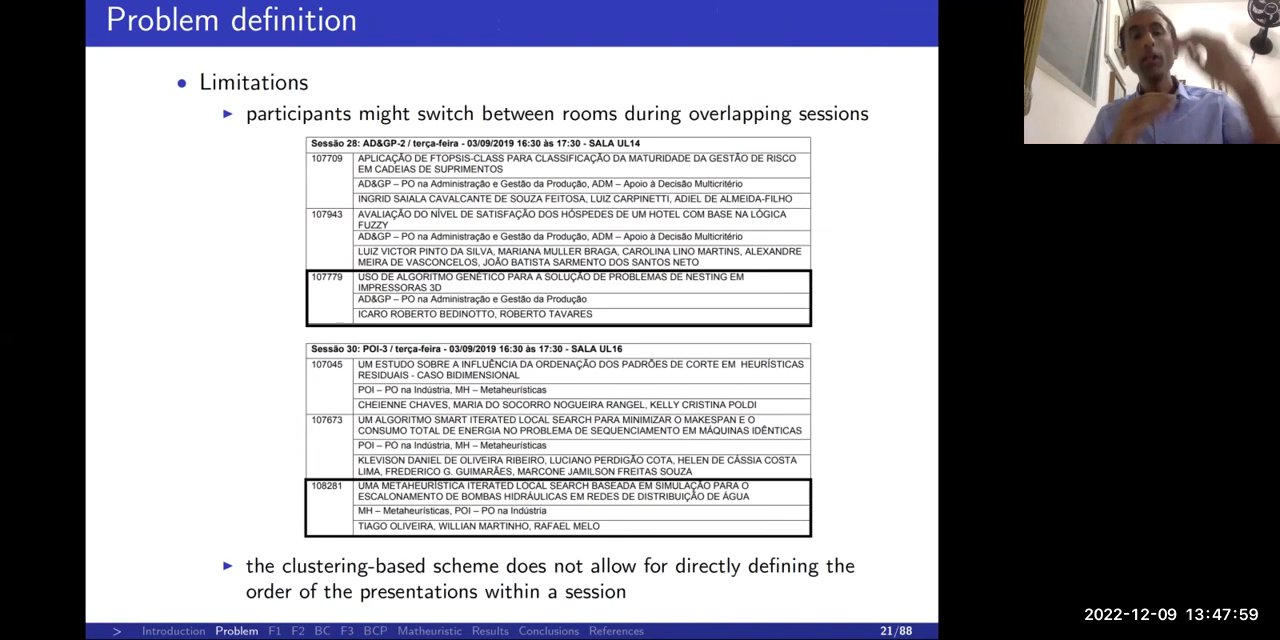 Problem definition
• Limitations
▶ participants might switch between rooms during overlapping sessions
Sessão 28: AD&GP-2 / terça-feira - 03/09/2019 16:30 às 17:30 - SALA UL14
107709 APLICAÇÃO DE FTOPSIS-CLASS PARA CLASSIFICAÇÃO DA MATURIDADE DA GESTÃO DE RISCO
EM CADEIAS DE SUPRIMENTOS
AD&GP – PO na Administração e Gestão da Produção, ADM – Apoio à Decisão Multicritério
INGRID SAIALA CAVALCANTE DE SOUZA FEITOSA, LUIZ CARPINETTI, ADIEL DE ALMEIDA-FILHO
107943 AVALIAÇÃO DO NÍVEL DE SATISFAÇÃO DOS HÓSPEDES DE UM HOTEL COM BASE NA LÓGICA
FUZZY
AD&GP – PO na Administração e Gestão da Produção, ADM – Apoio à Decisão Multicritério
LUIZ VICTOR PINTO DA SILVA, MARIANA MULLER BRAGA, CAROLINA LINO MARTINS, ALEXANDRE
MEIRA DE VASCONCELOS, JOÃO BATISTA SARMENTO DOS SANTOS NETO
107779 USO DE ALGORITMO GENÉTICO PARA A SOLUÇÃO DE PROBLEMAS DE NESTING EM
IMPRESSORAS 3D
AD&GP – PO na Administração e Gestão da Produção
ICARO ROBERTO BEDINOTTO, ROBERTO TAVARES
Sessão 30: POI-3 / terça-feira - 03/09/2019 16:30 às 17:30 - SALA UL16
107045 UM ESTUDO SOBRE A INFLUÊNCIA DA ORDENAÇÃO DOS PADRÕES DE CORTE EM HEURÍSTICAS
RESIDUAIS - CASO BIDIMENSIONAL
POI – PO na Indústria, MH – Metaheurísticas
CHEIENNE CHAVES, MARIA DO SOCORRO NOGUEIRA RANGEL, KELLY CRISTINA POLDI
107673 UM ALGORITMO SMART ITERATED LOCAL SEARCH PARA MINIMIZAR O MAKESPAN E O
CONSUMO TOTAL DE ENERGIA NO PROBLEMA DE SEQUENCIAMENTO EM MÁQUINAS IDÊNTICAS
POI – PO na Indústria, MH – Metaheurísticas
KLEVISON DANIEL DE OLIVEIRA RIBEIRO, LUCIANO PERDIGÃO COTA, HELEN DE CÁSSIA COSTA
LIMA, FREDERICO G. GUIMARÃES, MARCONE JAMILSON FREITAS SOUZA
108281 UMA METAHEURÍSTICA ITERATED LOCAL SEARCH BASEADA EM SIMULAÇÃO PARA O
ESCALONAMENTO DE BOMBAS HIDRÁULICAS EM REDES DE DISTRIBUIÇÃO DE ÁGUA
MH – Metaheurísticas, POI – PO na Indústria
TIAGO OLIVEIRA, WILLIAN MARTINHO, RAFAEL MELO
▶ the clustering-based scheme does not allow for directly defining the
order of the presentations within a session
> Introduction Problem F1 F2 BC F3 BCP Matheuristic Results Conclusions References 21/88
2022-12-09 13:47:59